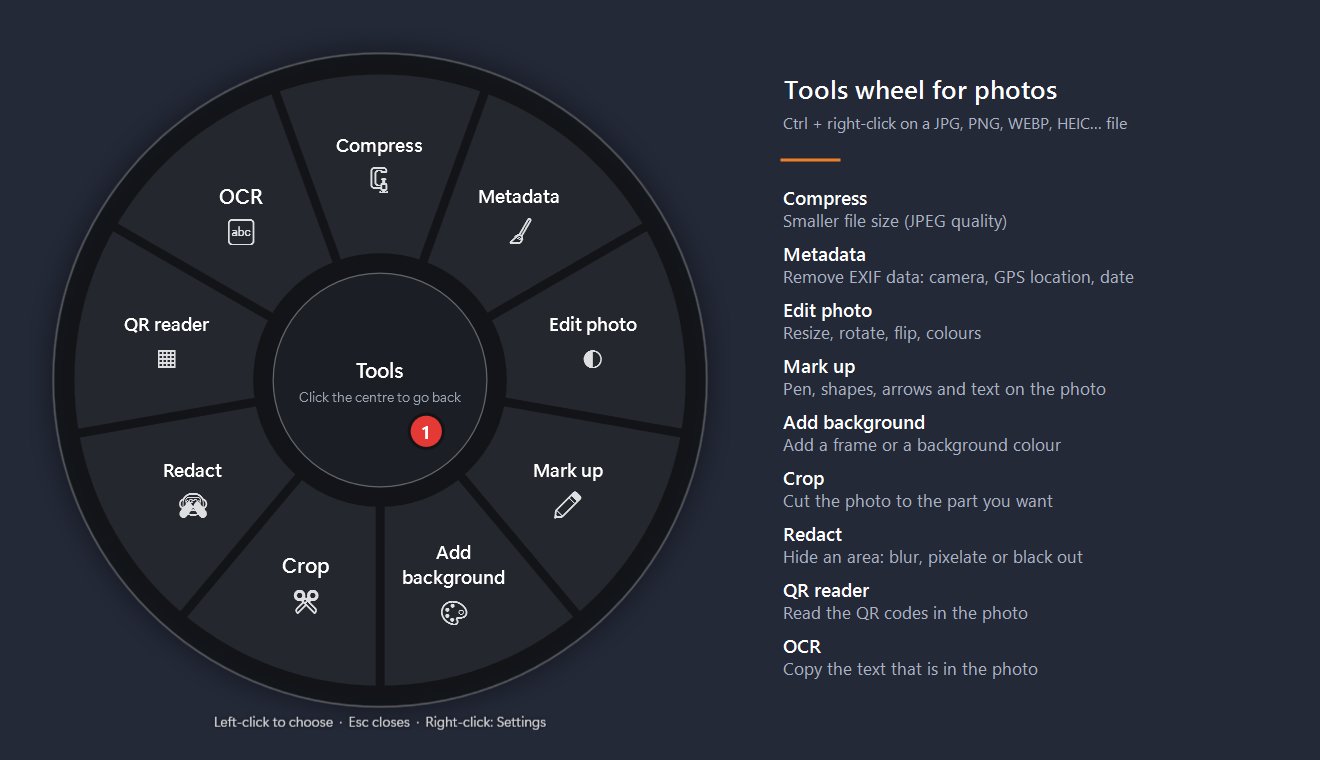 Compress
Metadata
OCR
abc
QR reader
Edit photo
Tools
Click the centre to go back
1
Redact
Mark up
Crop
Add
background
Left-click to choose · Esc closes · Right-click: Settings
Tools wheel for photos
Ctrl + right-click on a JPG, PNG, WEBP, HEIC... file
Compress
Smaller file size (JPEG quality)
Metadata
Remove EXIF data: camera, GPS location, date
Edit photo
Resize, rotate, flip, colours
Mark up
Pen, shapes, arrows and text on the photo
Add background
Add a frame or a background colour
Crop
Cut the photo to the part you want
Redact
Hide an area: blur, pixelate or black out
QR reader
Read the QR codes in the photo
OCR
Copy the text that is in the photo